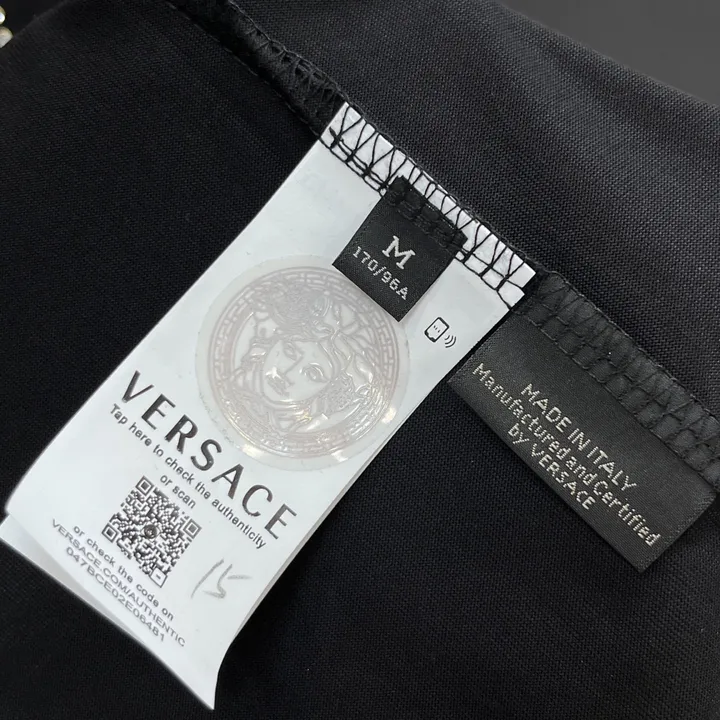 M
170/96A
VERSACE
Tap here to check the authenticity
or scan
or check the code on
VERSACE.COM/AUTHENTIC
047BCE02E06481
15
MADE IN ITALY
Manufactured and Certified
by VERSACE